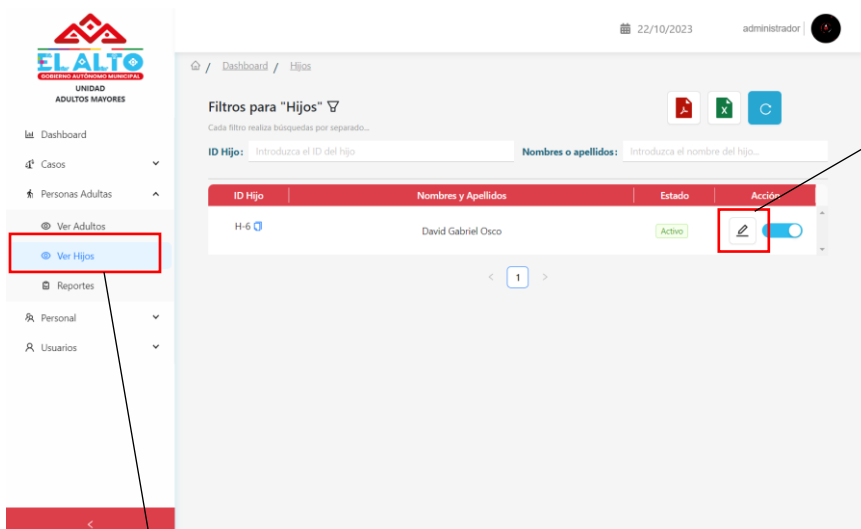 22/10/2023 administrador
EL ALTO
GOBIERNO AUTÓNOMO MUNICIPAL
UNIDAD
ADULTOS MAYORES
/ Dashboard / Hijos
Filtros para "Hijos"
Cada filtro realiza búsquedas por separado...
ID Hijo: Introduzca el ID del hijo Nombres o apellidos: Introduzca el nombre del hijo...
Dashboard
Casos
Personas Adultas
Ver Adultos
Ver Hijos
Reportes
Personal
Usuarios
ID Hijo Nombres y Apellidos Estado Acción
H-6 David Gabriel Osco Activo
< 1 >
<